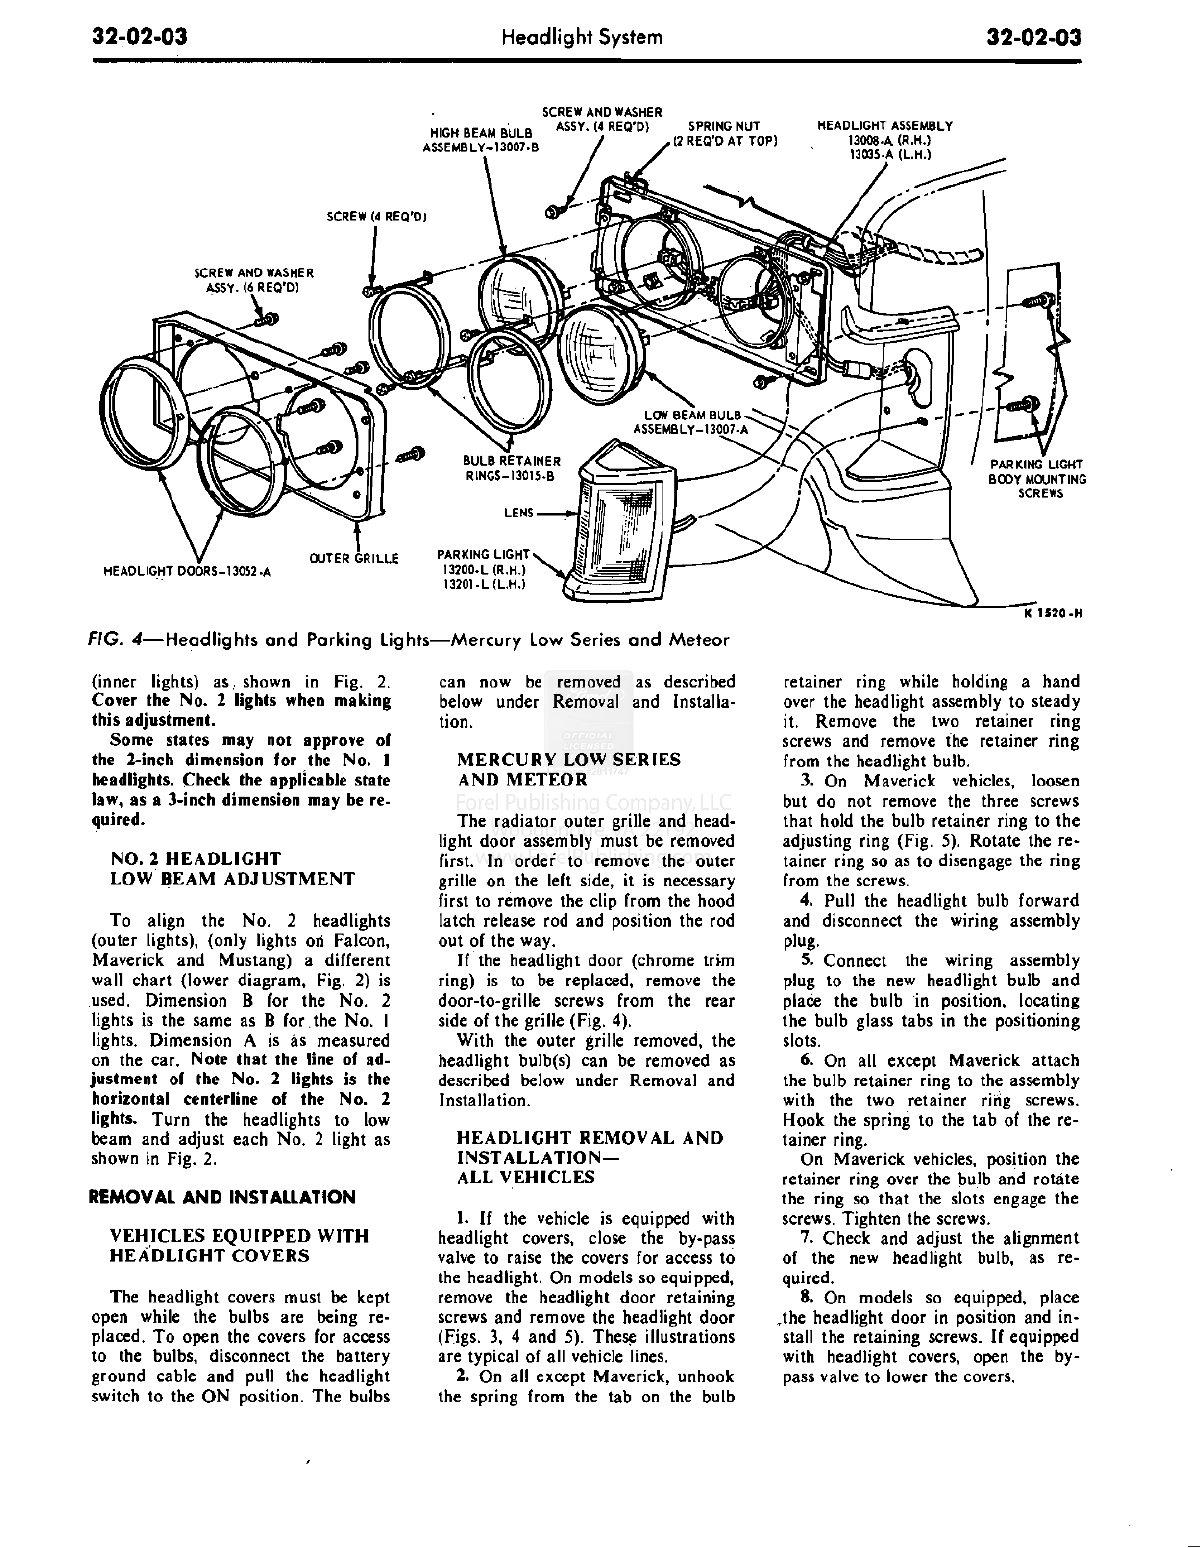 32-02-03
Headlight System
32-02-03
SCREW AND WASHER
ASSY. (4 REQ'D)
HIGH BEAM BULB
ASSEMBLY-13007-B
SPRING NUT
(2 REQ'D AT TOP)
HEADLIGHT ASSEMBLY
13008-A (R.H.)
13035-A (L.H.)
SCREW (4 REQ'D)
SCREW AND WASHER
ASSY. (6 REQ'D)
LOW BEAM BULB
ASSEMBLY-13007-A
BULB RETAINER
RINGS-13015-B
PARKING LIGHT
BODY MOUNTING
SCREWS
LENS
OUTER GRILLE
PARKING LIGHT
13200-L (R.H.)
13201-L (L.H.)
HEADLIGHT DOORS-13052-A
K 1520-H
FIG. 4—Headlights and Parking Lights—Mercury Low Series and Meteor
(inner lights) as shown in Fig. 2.
Cover the No. 2 lights when making
this adjustment.
Some states may not approve of
the 2-inch dimension for the No. 1
headlights. Check the applicable state
law, as a 3-inch dimension may be re-
quired.
NO. 2 HEADLIGHT
LOW BEAM ADJUSTMENT
To align the No. 2 headlights
(outer lights), (only lights on Falcon,
Maverick and Mustang) a different
wall chart (lower diagram, Fig. 2) is
used. Dimension B for the No. 2
lights is the same as B for the No. 1
lights. Dimension A is as measured
on the car. Note that the line of ad-
justment of the No. 2 lights is the
horizontal centerline of the No. 2
lights. Turn the headlights to low
beam and adjust each No. 2 light as
shown in Fig. 2.
REMOVAL AND INSTALLATION
VEHICLES EQUIPPED WITH
HEADLIGHT COVERS
The headlight covers must be kept
open while the bulbs are being re-
placed. To open the covers for access
to the bulbs, disconnect the battery
ground cable and pull the headlight
switch to the ON position. The bulbs
can now be removed as described
below under Removal and Installa-
tion.
OFFICIAL
LICENSED
MERCURY LOW SERIES
AND METEOR
Forel Publishing Company, LLC
The radiator outer grille and head-
light door assembly must be removed
first. In order to remove the outer
grille on the left side, it is necessary
first to remove the clip from the hood
latch release rod and position the rod
out of the way.
If the headlight door (chrome trim
ring) is to be replaced, remove the
door-to-grille screws from the rear
side of the grille (Fig. 4).
With the outer grille removed, the
headlight bulb(s) can be removed as
described below under Removal and
Installation.
HEADLIGHT REMOVAL AND
INSTALLATION—
ALL VEHICLES
1. If the vehicle is equipped with
headlight covers, close the by-pass
valve to raise the covers for access to
the headlight. On models so equipped,
remove the headlight door retaining
screws and remove the headlight door
(Figs. 3, 4 and 5). These illustrations
are typical of all vehicle lines.
2. On all except Maverick, unhook
the spring from the tab on the bulb
retainer ring while holding a hand
over the headlight assembly to steady
it. Remove the two retainer ring
screws and remove the retainer ring
from the headlight bulb.
3. On Maverick vehicles, loosen
but do not remove the three screws
that hold the bulb retainer ring to the
adjusting ring (Fig. 5). Rotate the re-
tainer ring so as to disengage the ring
from the screws.
4. Pull the headlight bulb forward
and disconnect the wiring assembly
plug.
5. Connect the wiring assembly
plug to the new headlight bulb and
place the bulb in position, locating
the bulb glass tabs in the positioning
slots.
6. On all except Maverick attach
the bulb retainer ring to the assembly
with the two retainer ring screws.
Hook the spring to the tab of the re-
tainer ring.
On Maverick vehicles, position the
retainer ring over the bulb and rotate
the ring so that the slots engage the
screws. Tighten the screws.
7. Check and adjust the alignment
of the new headlight bulb, as re-
quired.
8. On models so equipped, place
the headlight door in position and in-
stall the retaining screws. If equipped
with headlight covers, open the by-
pass valve to lower the covers.